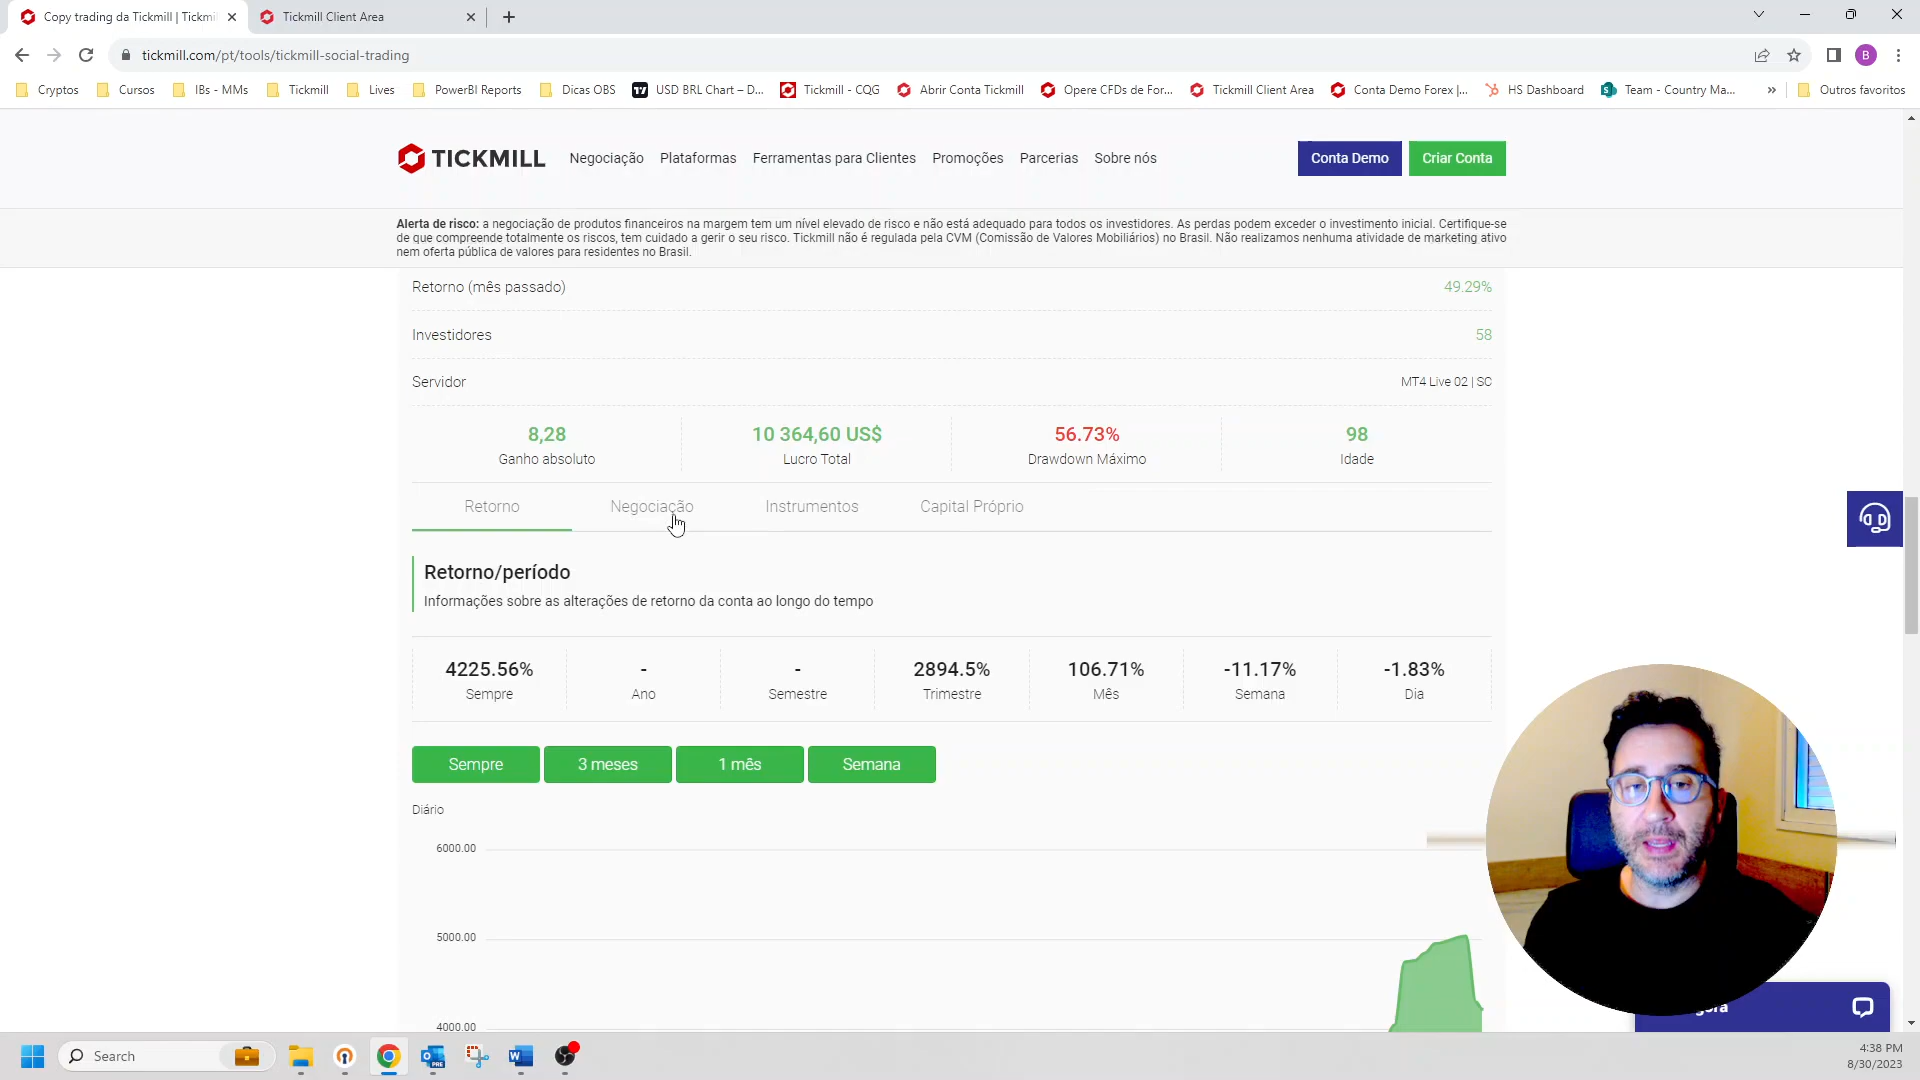 Copy trading da Tickmill | Tickmi
Tickmill Client Area
tickmill.com/pt/tools/tickmill-social-trading
B
Cryptos
Cursos
IBs - MMs
Tickmill
Lives
PowerBI Reports
Dicas OBS
USD BRL Chart – D...
Tickmill - CQG
Abrir Conta Tickmill
Opere CFDs de For...
Tickmill Client Area
Conta Demo Forex |...
HS Dashboard
Team - Country Ma...
»
Outros favoritos
TICKMILL
Negociação
Plataformas
Ferramentas para Clientes
Promoções
Parcerias
Sobre nós
Conta Demo
Criar Conta
Alerta de risco: a negociação de produtos financeiros na margem tem um nível elevado de risco e não está adequado para todos os investidores. As perdas podem exceder o investimento inicial. Certifique-se
de que compreende totalmente os riscos, tem cuidado a gerir o seu risco. Tickmill não é regulada pela CVM (Comissão de Valores Mobiliários) no Brasil. Não realizamos nenhuma atividade de marketing ativo
nem oferta pública de valores para residentes no Brasil.
Retorno (mês passado)
49.29%
Investidores
58
Servidor
MT4 Live 02 | SC
8,28
Ganho absoluto
10 364,60 US$
Lucro Total
56.73%
Drawdown Máximo
98
Idade
Retorno
Negociação
Instrumentos
Capital Próprio
Retorno/período
Informações sobre as alterações de retorno da conta ao longo do tempo
4225.56%
Sempre
-
Ano
-
Semestre
2894.5%
Trimestre
106.71%
Mês
-11.17%
Semana
-1.83%
Dia
Sempre
3 meses
1 mês
Semana
Diário
6000.00
5000.00
4000.00
Search
4:38 PM
8/30/2023